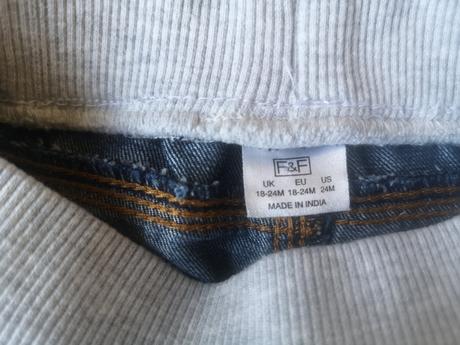 F&F
UK EU US
18-24M 18-24M 24M
MADE IN INDIA